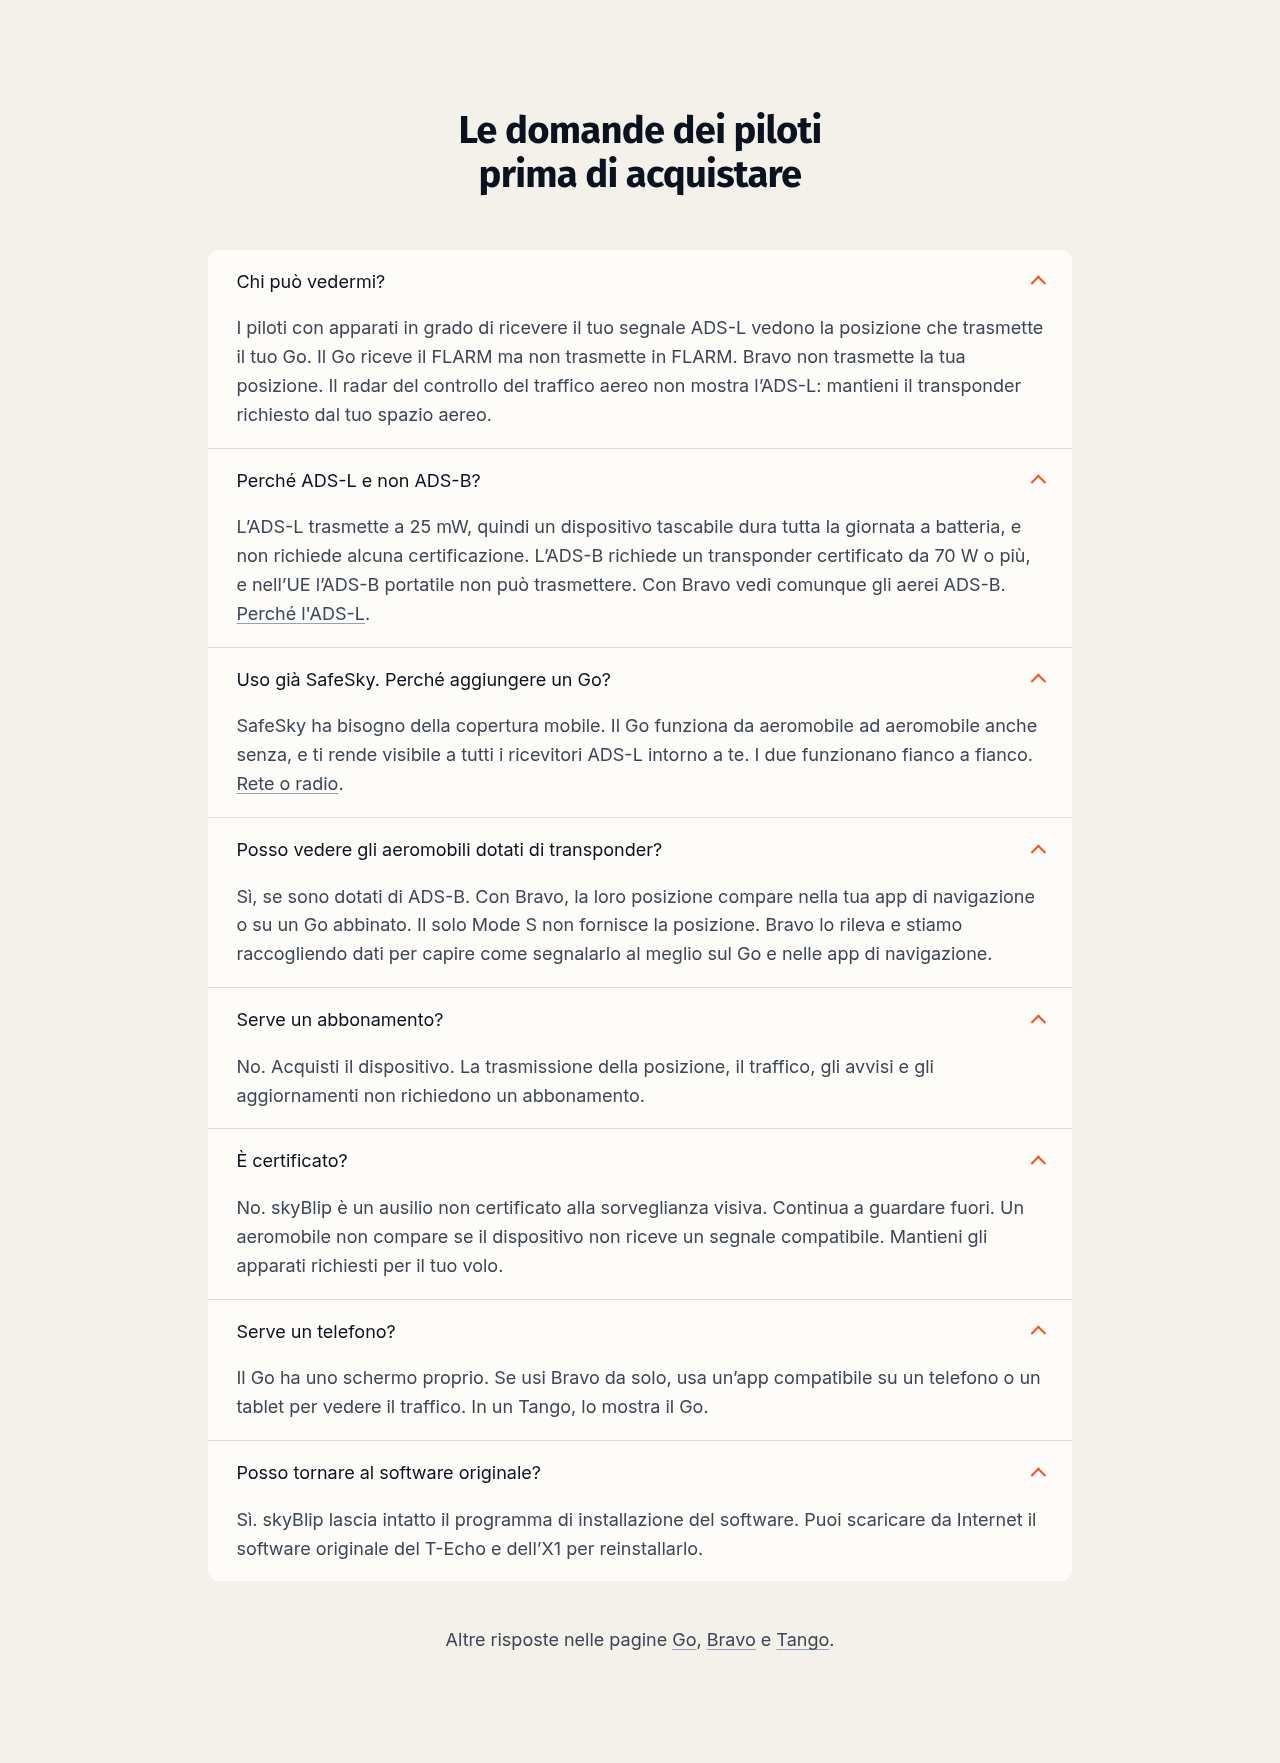 Le domande dei piloti
prima di acquistare
Chi può vedermi?
I piloti con apparati in grado di ricevere il tuo segnale ADS-L vedono la posizione che trasmette
il tuo Go. Il Go riceve il FLARM ma non trasmette in FLARM. Bravo non trasmette la tua
posizione. Il radar del controllo del traffico aereo non mostra l’ADS-L: mantieni il transponder
richiesto dal tuo spazio aereo.
Perché ADS-L e non ADS-B?
L’ADS-L trasmette a 25 mW, quindi un dispositivo tascabile dura tutta la giornata a batteria, e
non richiede alcuna certificazione. L’ADS-B richiede un transponder certificato da 70 W o più,
e nell’UE l’ADS-B portatile non può trasmettere. Con Bravo vedi comunque gli aerei ADS-B.
Perché l'ADS-L.
Uso già SafeSky. Perché aggiungere un Go?
SafeSky ha bisogno della copertura mobile. Il Go funziona da aeromobile ad aeromobile anche
senza, e ti rende visibile a tutti i ricevitori ADS-L intorno a te. I due funzionano fianco a fianco.
Rete o radio.
Posso vedere gli aeromobili dotati di transponder?
Sì, se sono dotati di ADS-B. Con Bravo, la loro posizione compare nella tua app di navigazione
o su un Go abbinato. Il solo Mode S non fornisce la posizione. Bravo lo rileva e stiamo
raccogliendo dati per capire come segnalarlo al meglio sul Go e nelle app di navigazione.
Serve un abbonamento?
No. Acquisti il dispositivo. La trasmissione della posizione, il traffico, gli avvisi e gli
aggiornamenti non richiedono un abbonamento.
È certificato?
No. skyBlip è un ausilio non certificato alla sorveglianza visiva. Continua a guardare fuori. Un
aeromobile non compare se il dispositivo non riceve un segnale compatibile. Mantieni gli
apparati richiesti per il tuo volo.
Serve un telefono?
Il Go ha uno schermo proprio. Se usi Bravo da solo, usa un’app compatibile su un telefono o un
tablet per vedere il traffico. In un Tango, lo mostra il Go.
Posso tornare al software originale?
Sì. skyBlip lascia intatto il programma di installazione del software. Puoi scaricare da Internet il
software originale del T-Echo e dell’X1 per reinstallarlo.
Altre risposte nelle pagine Go, Bravo e Tango.